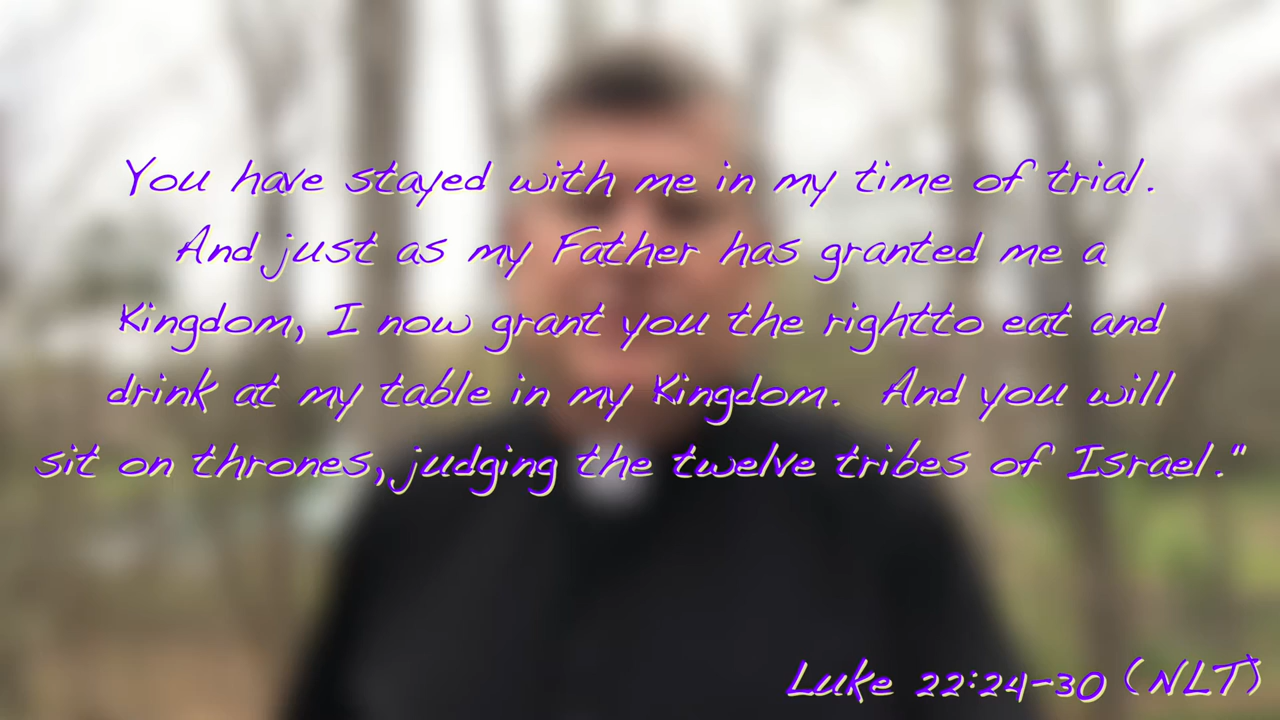 You have stayed with me in my time of trial.
And just as my Father has granted me a
Kingdom, I now grant you the rightto eat and
drink at my table in my Kingdom.  And you will
sit on thrones, judging the twelve tribes of Israel."
Luke 22:24-30 (NLT)